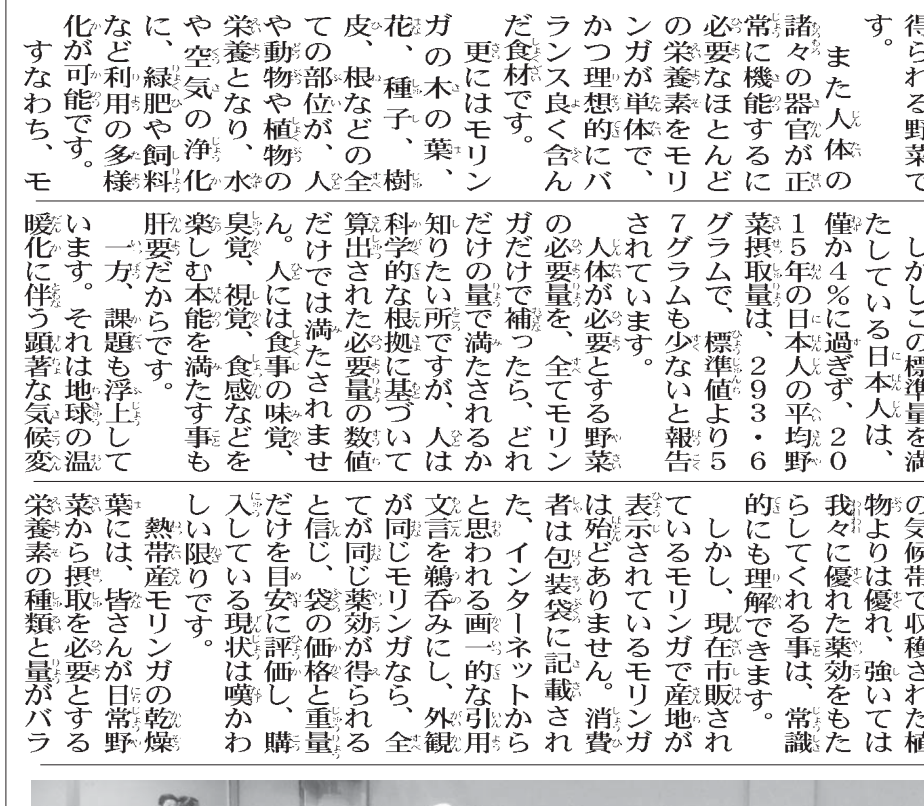 得られる野菜で
す。
また人体の
諸々の器官が正
常に機能するに
必要なほとんど
の栄養素をモリ
ンガが単体で、
かつ理想的にバ
ランス良く含ん
だ食材です。
更にはモリン
ガの木の葉、
花、種子、樹
皮、根などの全
ての部位が、人
や動物や植物の
栄養となり、水
や空気の浄化
に、緑肥や飼料
など利用の多様
化が可能です。
すなわち、モ
しかしこの標準量を満
たしている日本人は、
僅か4%に過ぎず、20
15年の日本人の平均野
菜摂取量は、293・6
グラムで、標準値より5
7グラムも少ないと報告
されています。
人体が必要とする野菜
の必要量を、全てモリン
ガだけで補ったら、どれ
だけの量で満たされるか
知りたい所ですが、人は
科学的な根拠に基づいて
算出された必要量の数値
だけでは満たされませ
ん。人には食事の味覚、
臭覚、視覚、食感などを
楽しむ本能を満たす事も
肝要だからです。
一方、課題も浮上して
います。それは地球の温
暖化に伴う顕著な気候変
の気候帯で収穫された植
物よりは優れ、強いては
我々に優れた薬効をもた
らしてくれる事は、常識
的にも理解できます。
しかし、現在市販され
ているモリンガで産地が
表示されているモリンガ
は殆どありません。消費
者は包装袋に記載され
た、インターネットから
と思われる画一的な引用
文言を鵜呑みにし、外観
が同じモリンガなら、全
てが同じ薬効が得られる
と信じ、袋の価格と重量
だけを目安に評価し、購
入している現状は嘆かわ
しい限りです。
熱帯産モリンガの乾燥
葉には、皆さんが日常野
菜から摂取を必要とする
栄養素の種類と量がバラ